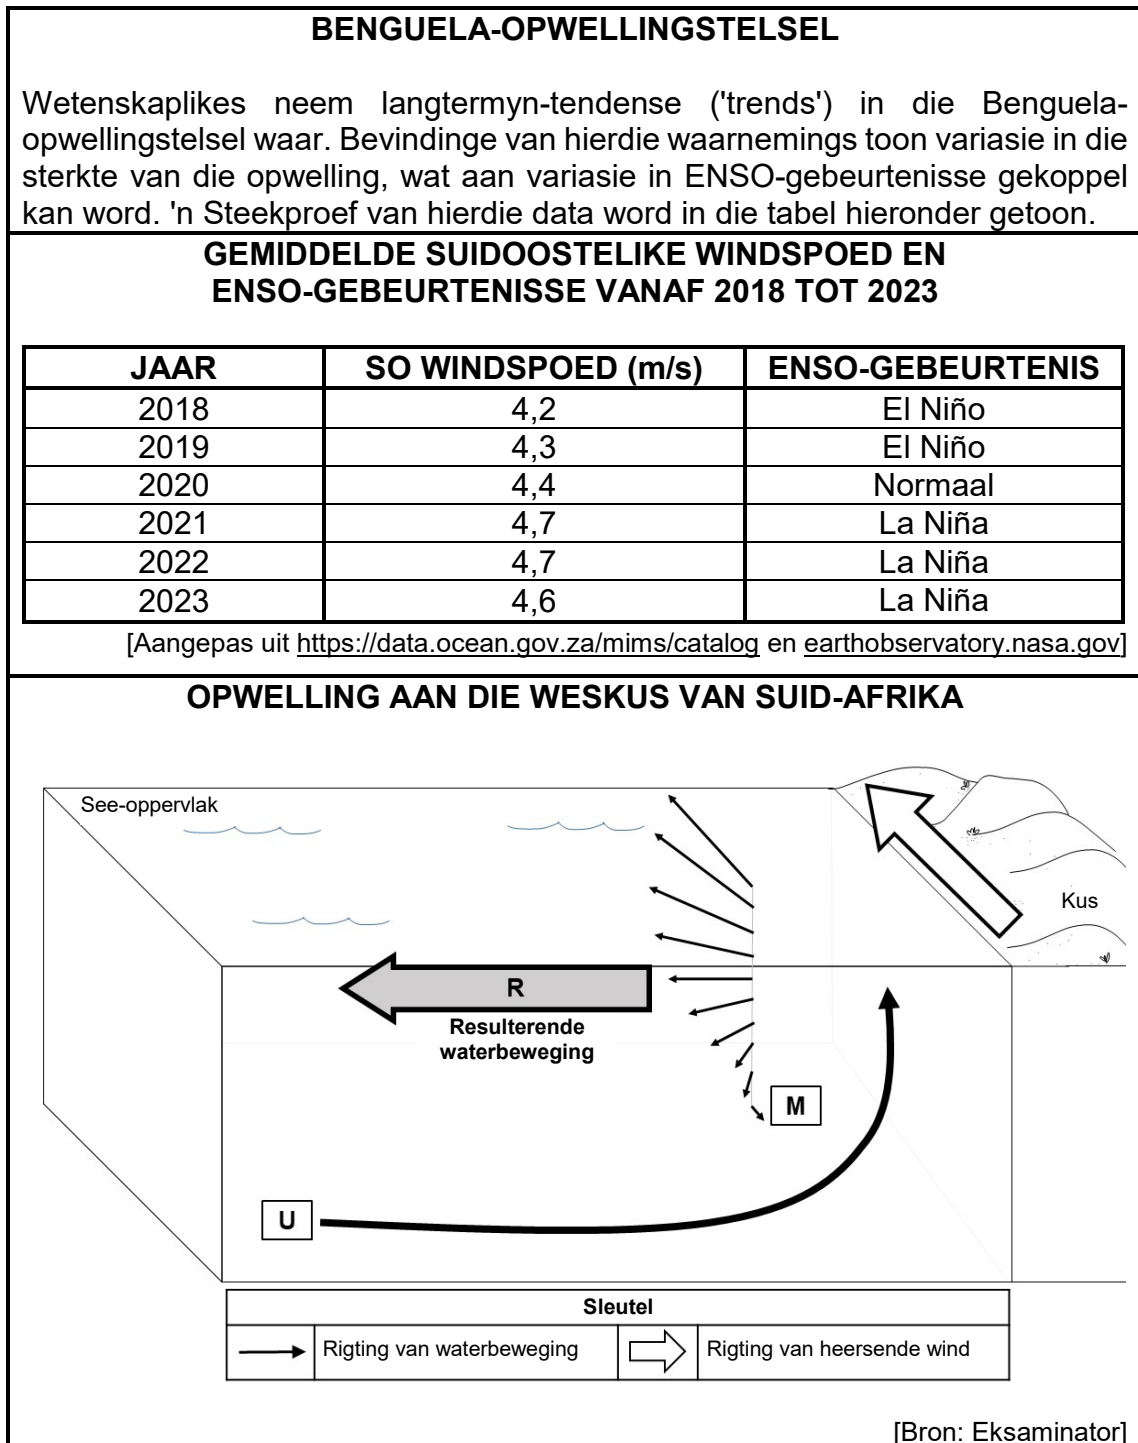 BENGUELA-OPWELLINGSTELSEL
Wetenskaplikes neem langtermyn-tendense ('trends') in die Benguela-
opwellingstelsel waar. Bevindinge van hierdie waarnemings toon variasie in die
sterkte van die opwelling, wat aan variasie in ENSO-gebeurtenisse gekoppel
kan word. 'n Steekproef van hierdie data word in die tabel hieronder getoon.
GEMIDDELDE SUIDOOSTELIKE WINDSPOED EN
ENSO-GEBEURTENISSE VANAF 2018 TOT 2023
JAAR SO WINDSPOED (m/s) ENSO-GEBEURTENIS
2018 4,2 El Niño
2019 4,3 El Niño
2020 4,4 Normaal
2021 4,7 La Niña
2022 4,7 La Niña
2023 4,6 La Niña
[Aangepas uit https://data.ocean.gov.za/mims/catalog en earthobservatory.nasa.gov]
OPWELLING AAN DIE WESKUS VAN SUID-AFRIKA
See-oppervlak
Kus
R
Resulterende
waterbeweging
M
U
Sleutel
Rigting van waterbeweging Rigting van heersende wind
[Bron: Eksaminator]